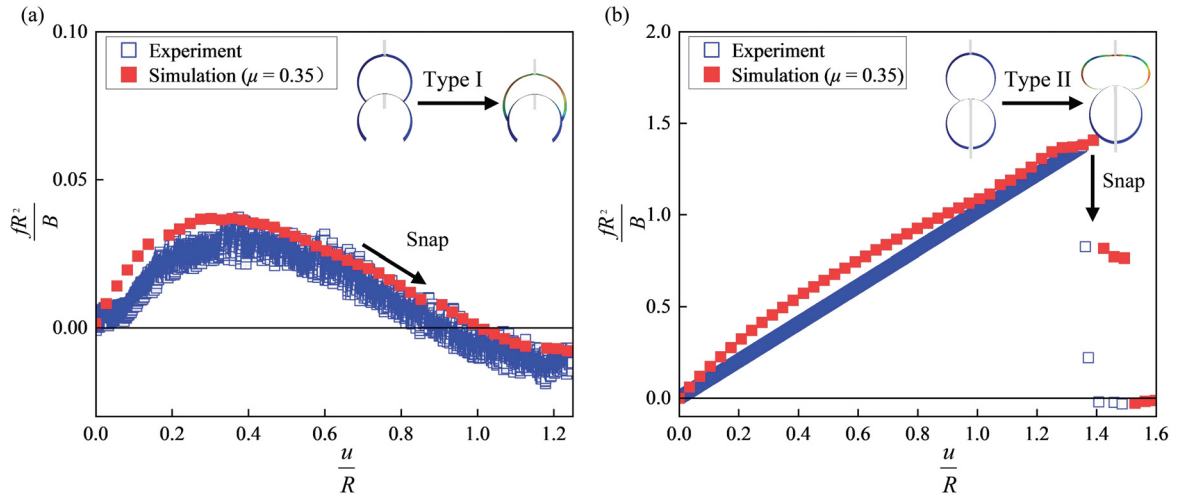 (a)
0.10
0.05
0.00
fR²
B
Experiment
Simulation (μ = 0.35）
Type I
Snap
0.0 0.2 0.4 0.6 0.8 1.0 1.2
u
R
(b)
2.0
1.5
1.0
0.5
0.0
fR²
B
Experiment
Simulation (μ = 0.35)
Type II
Snap
0.0 0.2 0.4 0.6 0.8 1.0 1.2 1.4 1.6
u
R